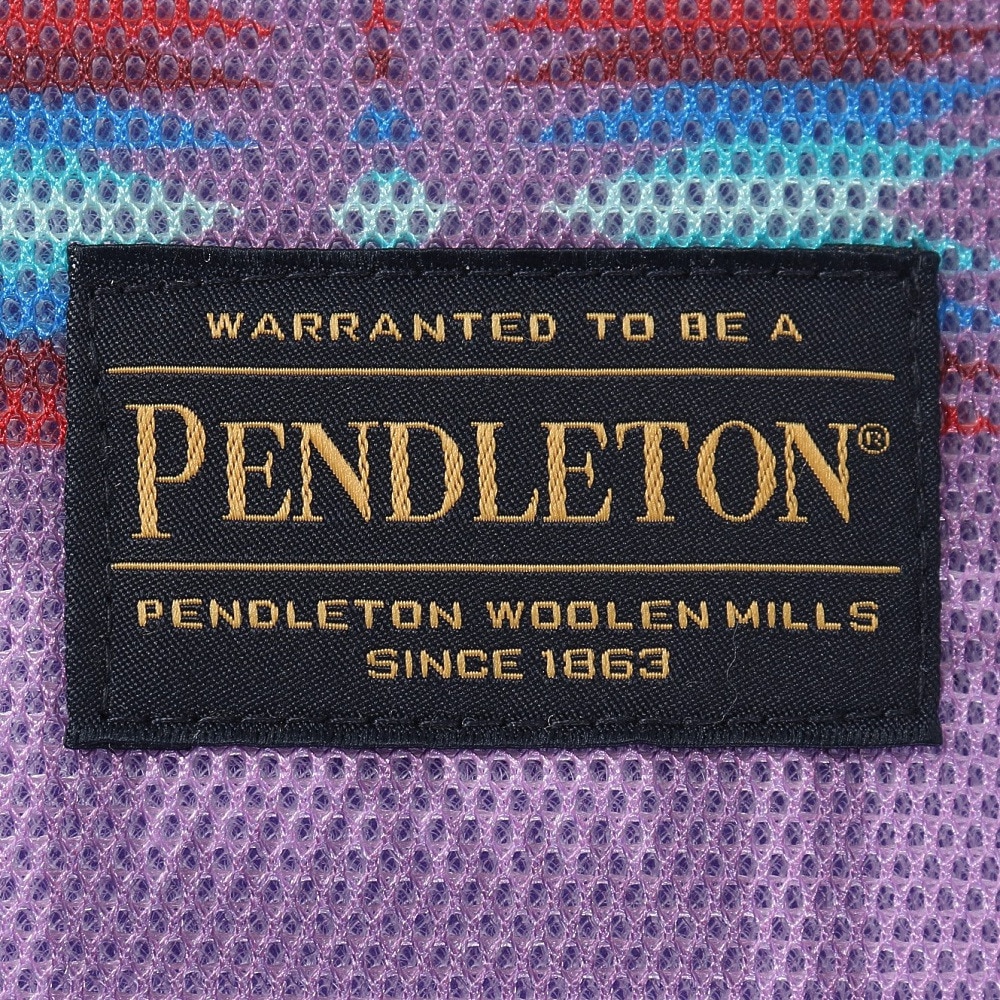 WARRANTED TO BE A
PENDLETON®
PENDLETON WOOLEN MILLS
SINCE 1863